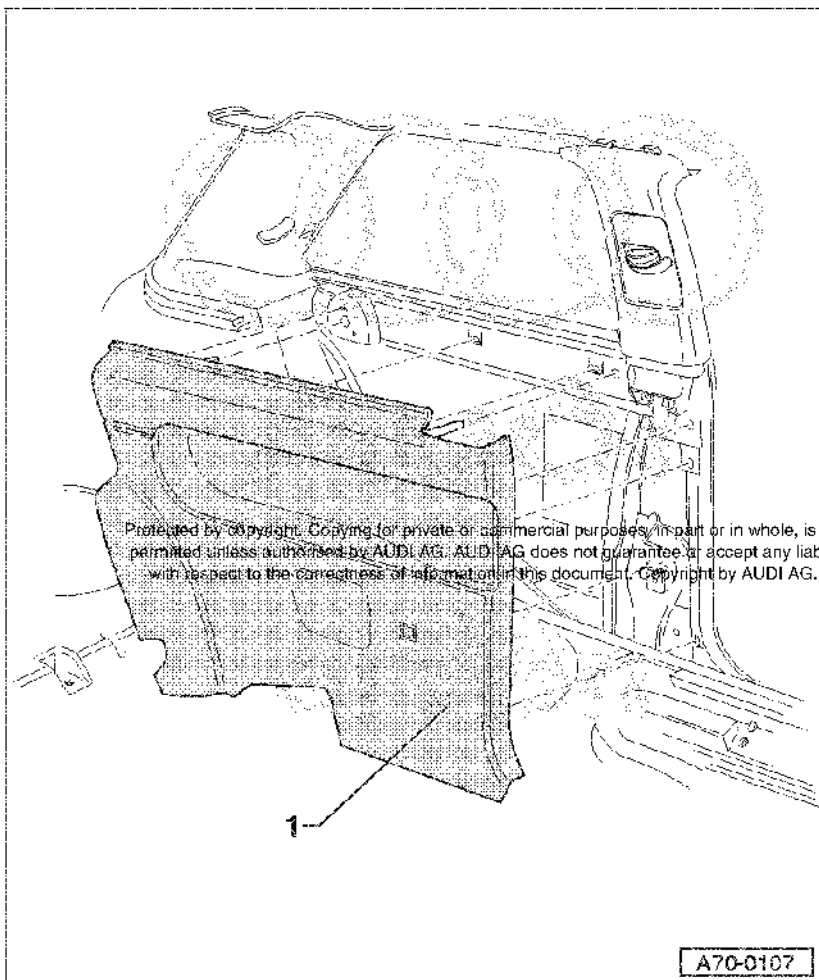 Protected by copyright. Copying for private or commercial purposes, in part or in whole, is
permitted unless authorised by AUDI AG. AUDI AG does not guarantee or accept any liab
with respect to the correctness of information in this document. Copyright by AUDI AG.
1
A70-0107